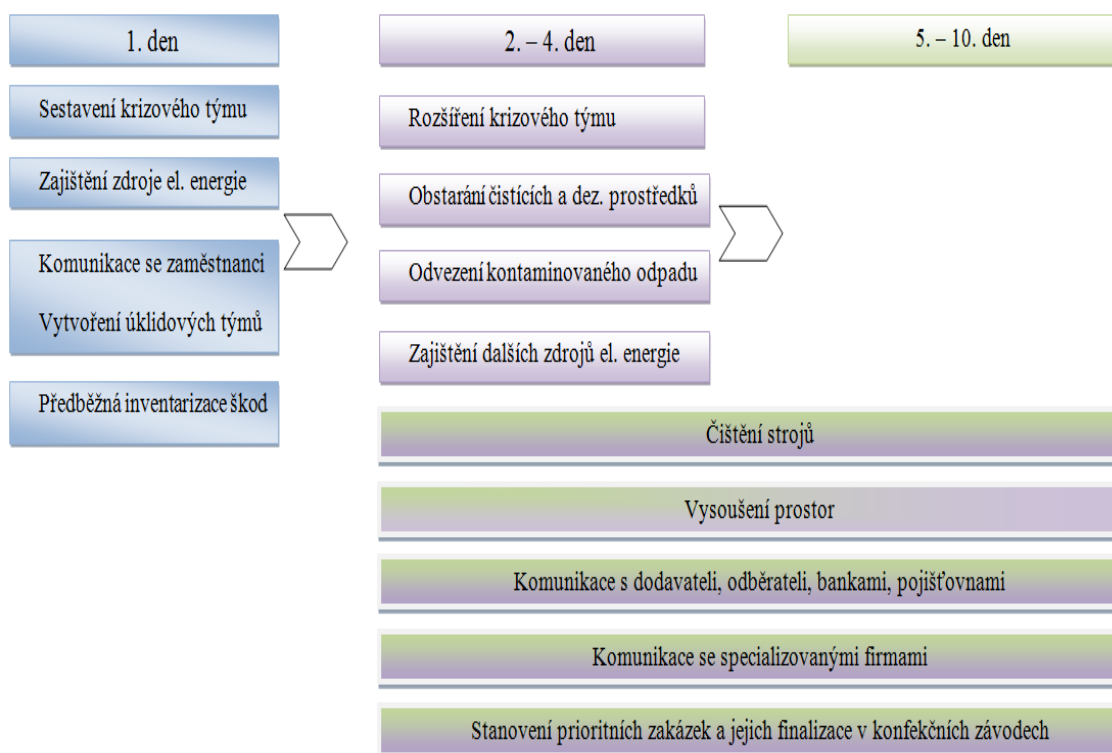 1. den
Sestavení krizového týmu
Zajištění zdroje el. energie
Komunikace se zaměstnanci
Vytvoření úklidových týmů
Předběžná inventarizace škod
2. – 4. den
Rozšíření krizového týmu
Obstarání čistících a dez. prostředků
Odvezení kontaminovaného odpadu
Zajištění dalších zdrojů el. energie
5. – 10. den
Čištění strojů
Vysoušení prostor
Komunikace s dodavateli, odběrateli, bankami, pojišťovnami
Komunikace se specializovanými firmami
Stanovení prioritních zakázek a jejich finalizace v konfekčních závodech